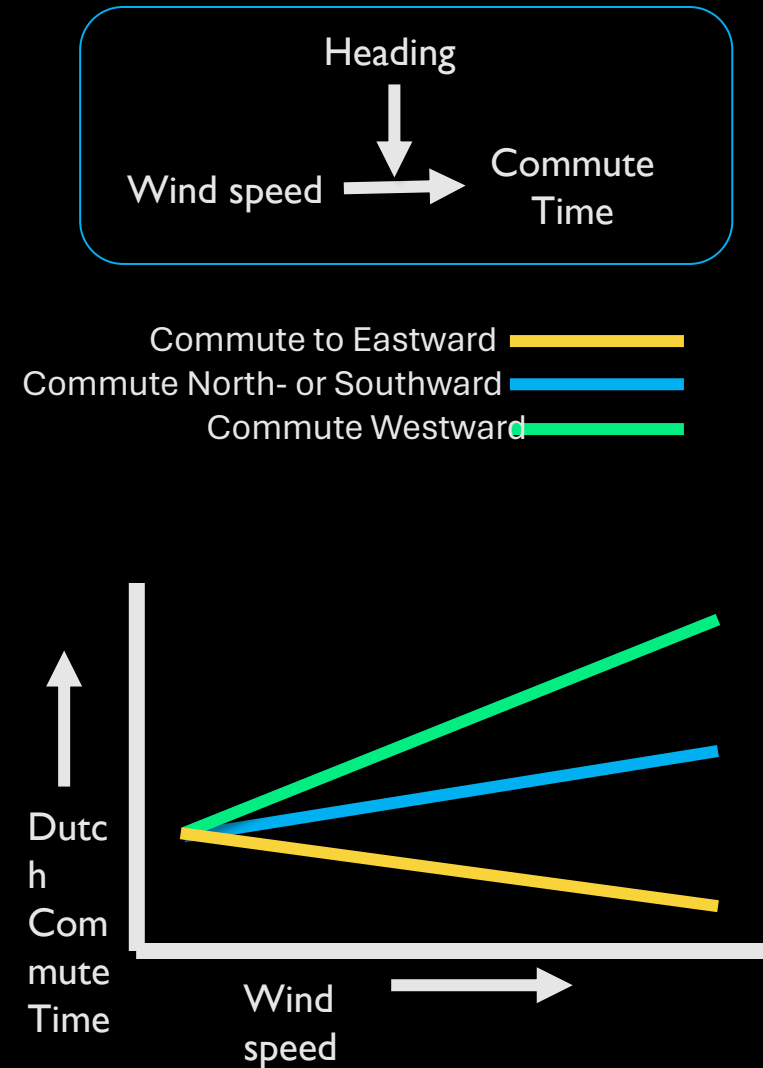 Heading
Wind speed
Commute
Time
Commute to Eastward
Commute North- or Southward
Commute Westward
Dutc
h
Com
mute
Time
Wind
speed